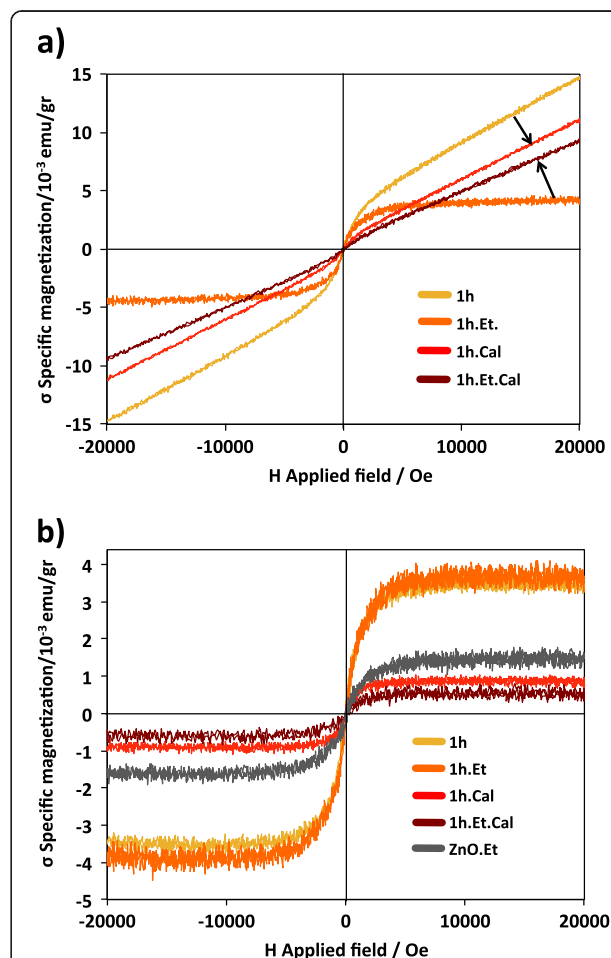 a)
σ Specific magnetization/10⁻³ emu/gr
15
10
5
0
-5
-10
-15
-20000
-10000
0
10000
20000
H Applied field / Oe
1h
1h.Et.
1h.Cal
1h.Et.Cal
b)
σ Specific magnetization/10⁻³ emu/gr
4
3
2
1
0
-1
-2
-3
-4
-5
-20000
-10000
0
10000
20000
H Applied field / Oe
1h
1h.Et
1h.Cal
1h.Et.Cal
ZnO.Et